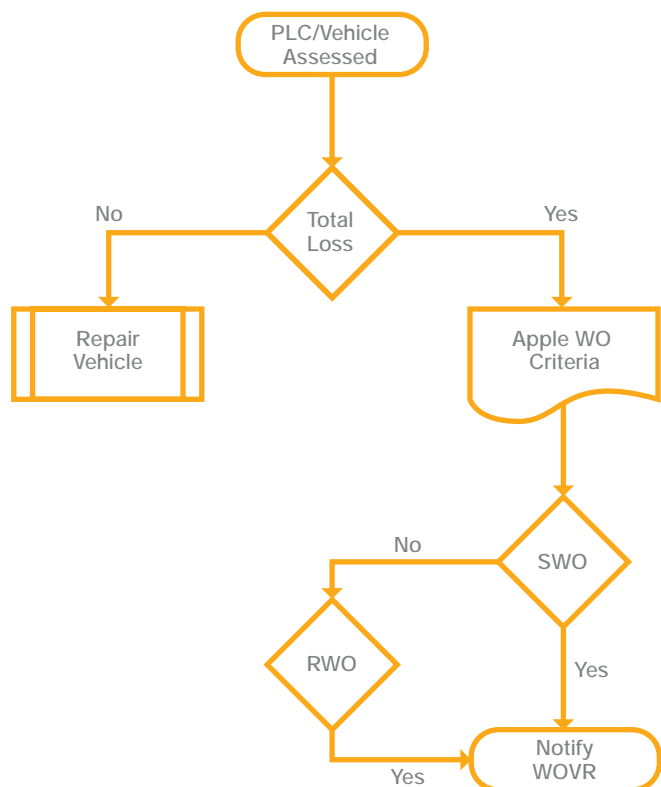 PLC/Vehicle
Assessed
Total
Loss
No
Yes
Repair
Vehicle
Apple WO
Criteria
No
SWO
RWO
Yes
Notify
WOVR
Yes